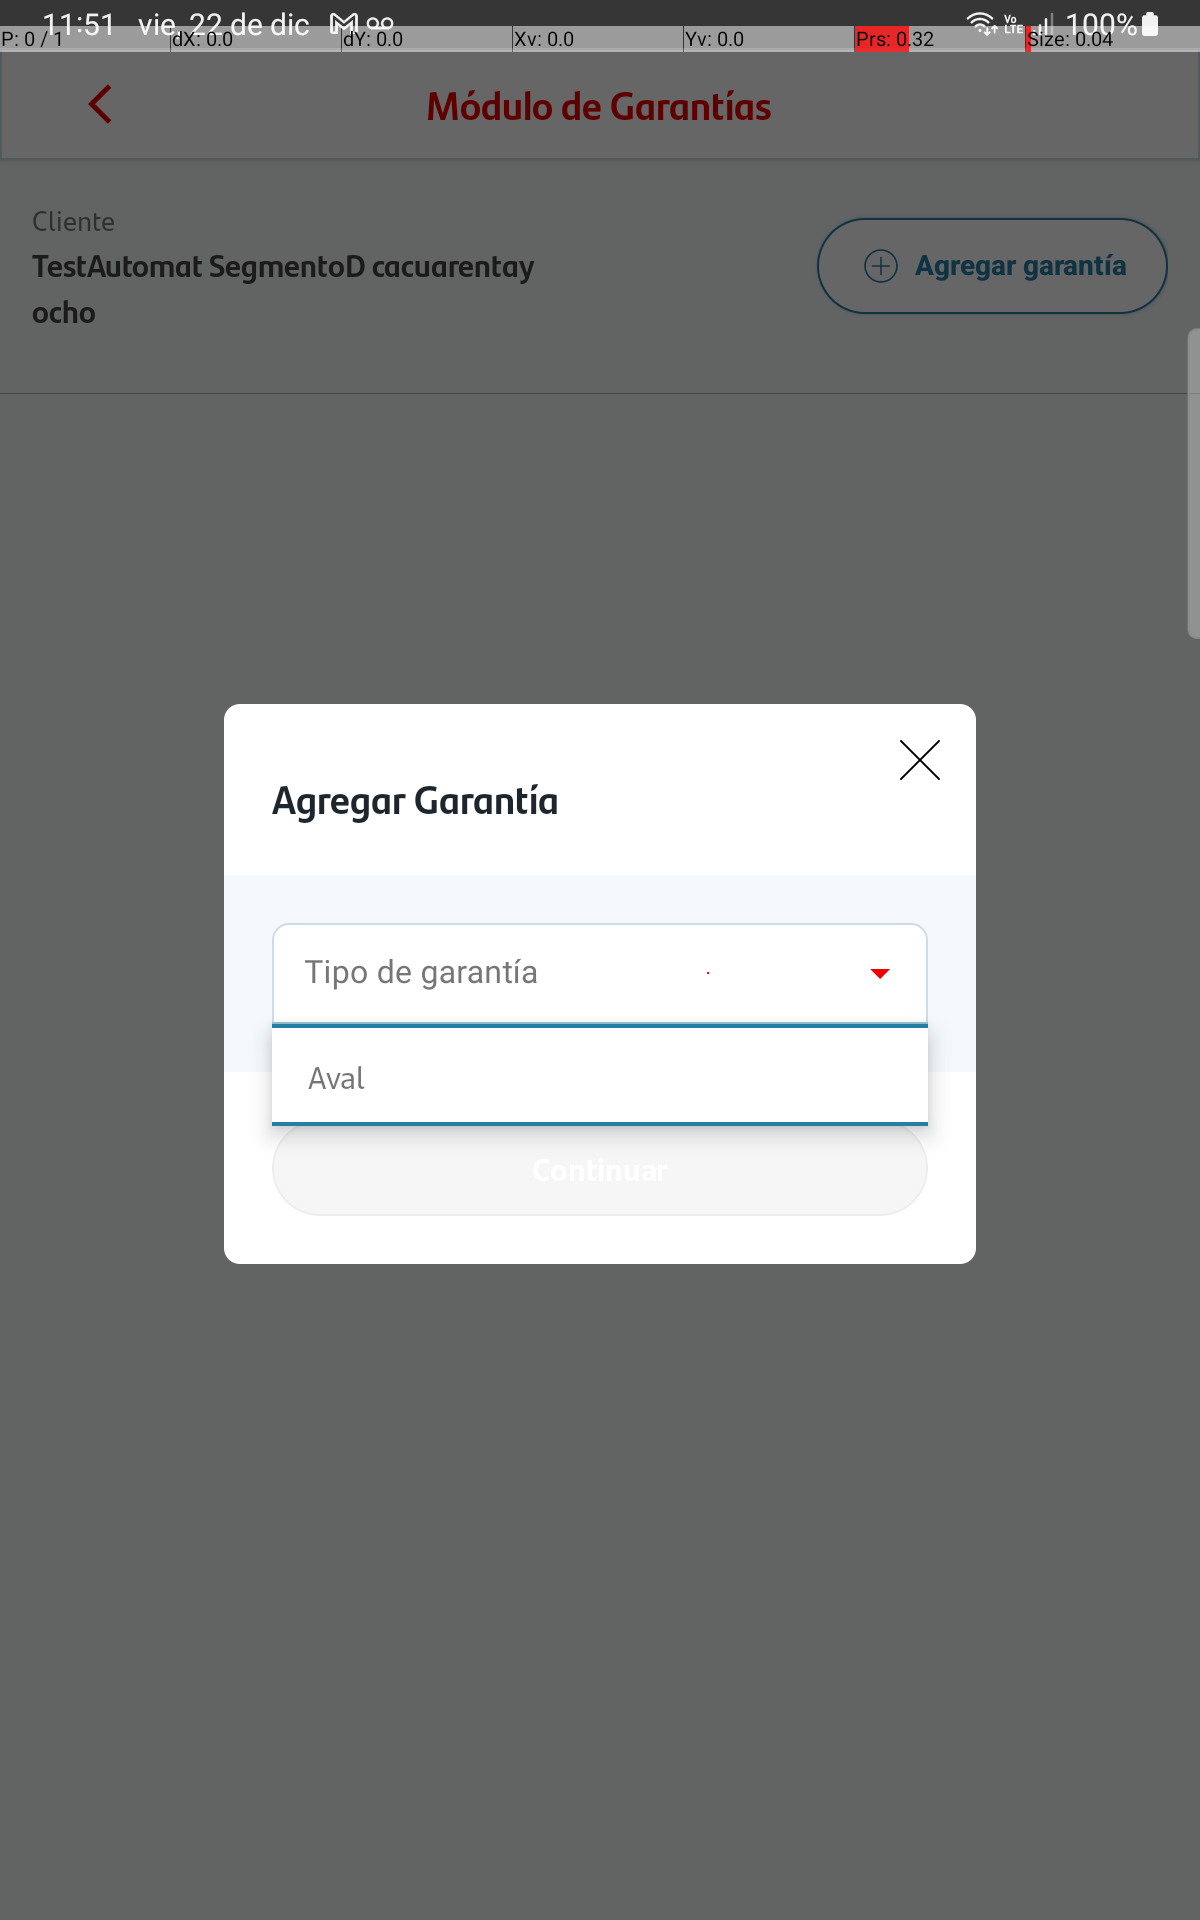 11:51 vie, 22 de dic 100%
P: 0 / 1 dX: 0.0 dY: 0.0 Xv: 0.0 Yv: 0.0 Prs: 0.32 Size: 0.04
Módulo de Garantías
Cliente
TestAutomat SegmentoD cacuarentay
ocho
Agregar garantía
Agregar Garantía
Tipo de garantía
Aval
Continuar